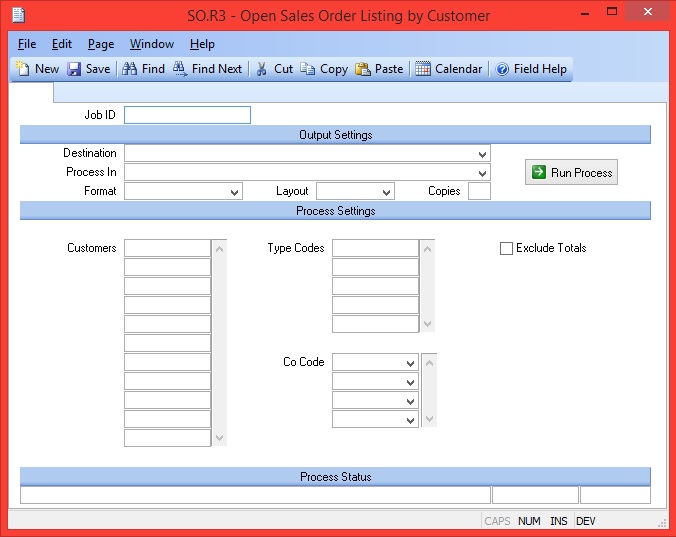 SO.R3 - Open Sales Order Listing by Customer
File Edit Page Window Help
New Save Find Find Next Cut Copy Paste Calendar Field Help
Job ID
Output Settings
Destination
Process In
Run Process
Format Layout Copies
Process Settings
Customers Type Codes Exclude Totals
Co Code
Process Status
CAPS NUM INS DEV